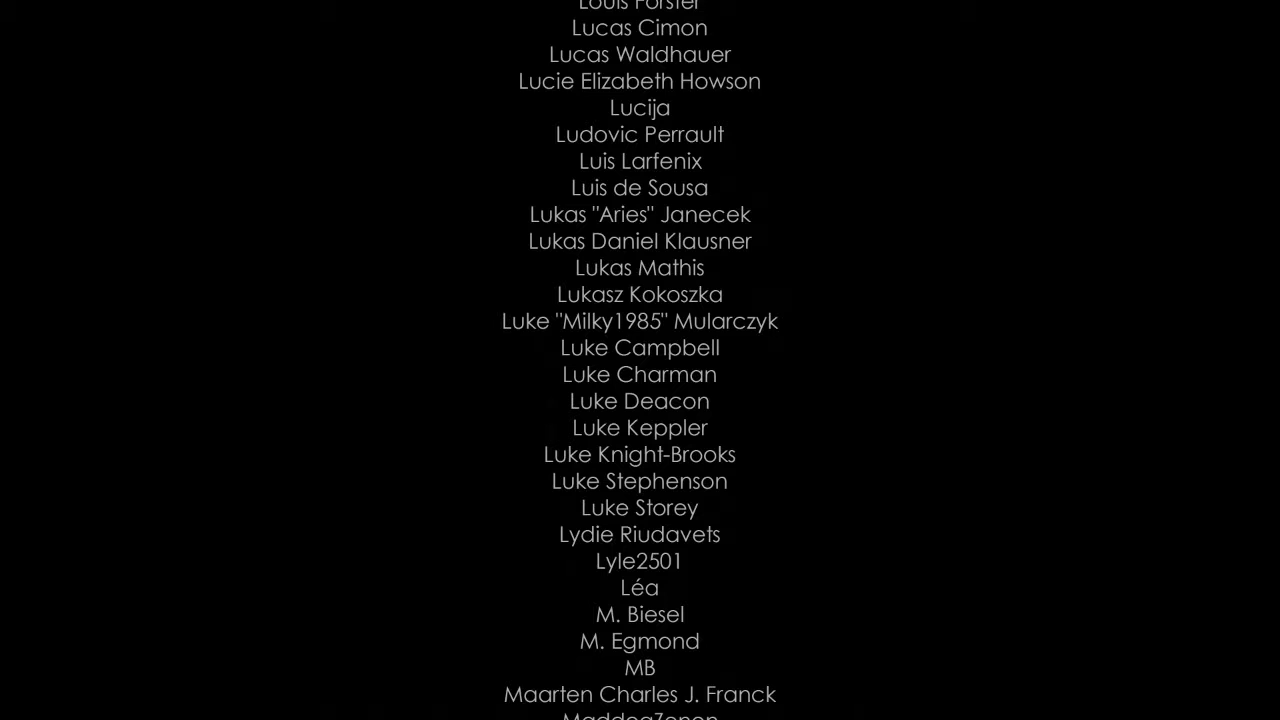 Louis Forster
Lucas Cimon
Lucas Waldhauer
Lucie Elizabeth Howson
Lucija
Ludovic Perrault
Luis Larfenix
Luis de Sousa
Lukas "Aries" Janecek
Lukas Daniel Klausner
Lukas Mathis
Lukasz Kokoszka
Luke "Milky1985" Mularczyk
Luke Campbell
Luke Charman
Luke Deacon
Luke Keppler
Luke Knight-Brooks
Luke Stephenson
Luke Storey
Lydie Riudavets
Lyle2501
Léa
M. Biesel
M. Egmond
MB
Maarten Charles J. Franck